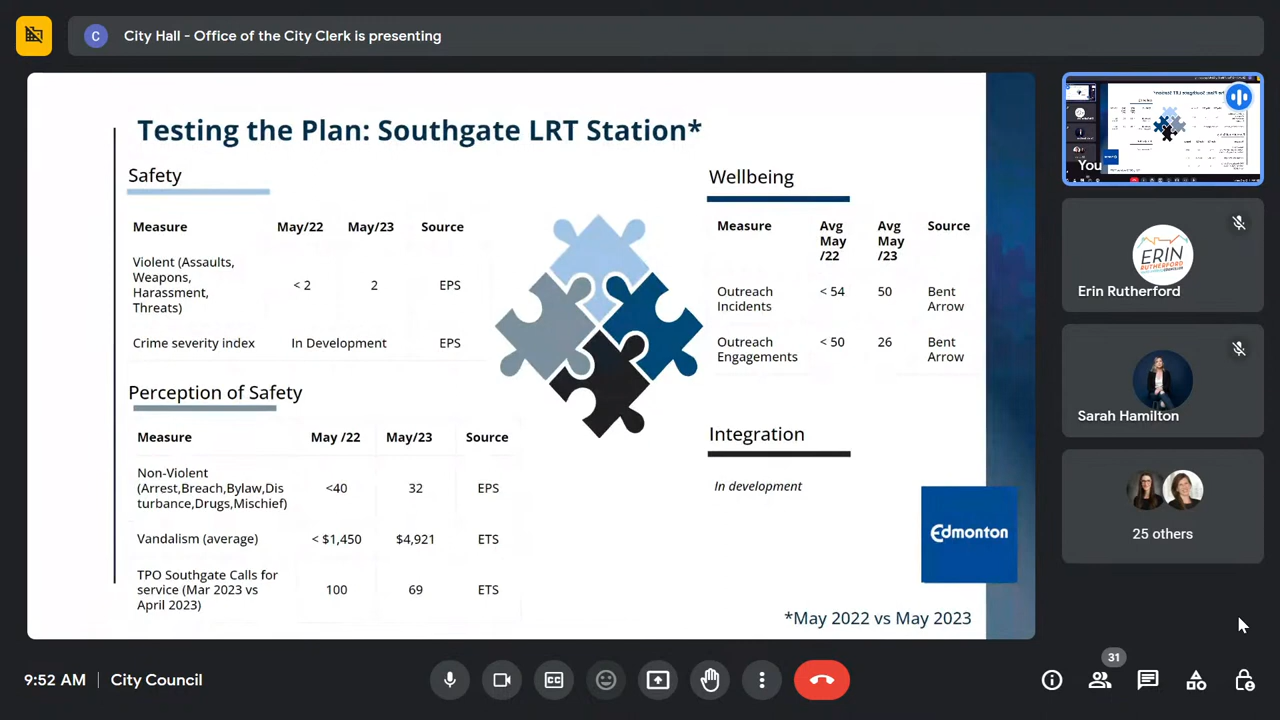 C
City Hall - Office of the City Clerk is presenting
Testing the Plan: Southgate LRT Station*
Safety
Measure May/22 May/23 Source
Violent (Assaults,
Weapons,
Harassment,
Threats)
< 2 2 EPS
Crime severity index In Development EPS
Perception of Safety
Measure May /22 May/23 Source
Non-Violent
(Arrest,Breach,Bylaw,Dis
turbance,Drugs,Mischief)
<40 32 EPS
Vandalism (average) < $1,450 $4,921 ETS
TPO Southgate Calls for
service (Mar 2023 vs
April 2023)
100 69 ETS
Wellbeing
Measure Avg May /22 Avg May /23 Source
Outreach
Incidents
< 54 50 Bent Arrow
Outreach
Engagements
< 50 26 Bent Arrow
Integration
In development
Edmonton
*May 2022 vs May 2023
You
ERIN
RUTHERFORD
Erin Rutherford
Sarah Hamilton
25 others
9:52 AM | City Council
CC
31